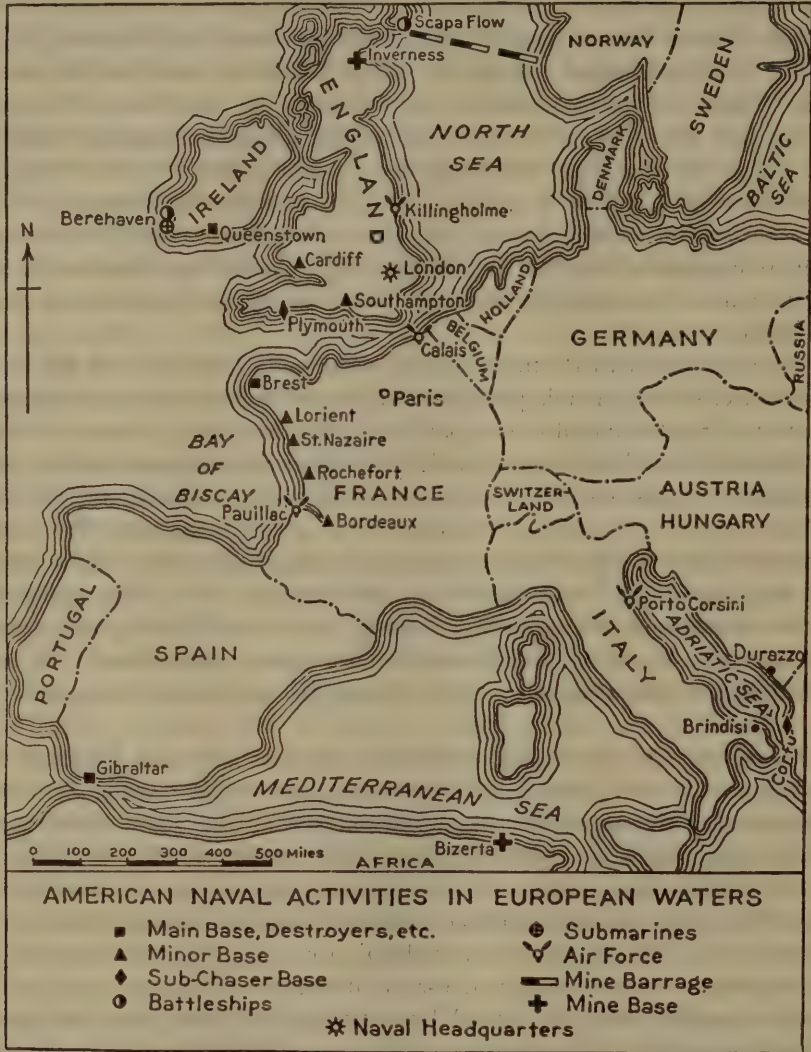 Scapa Flow
NORWAY
SWEDEN
Inverness
ENGLAND
NORTH
SEA
DENMARK
BALTIC
SEA
IRELAND
Berehaven
Queenstown
Killingholme
N
Cardiff
London
Southampton
Plymouth
HOLLAND
BELGIUM
Calais
GERMANY
RUSSIA
Brest
Paris
Lorient
St. Nazaire
BAY
OF
BISCAY
Rochefort
FRANCE
Pauillac
Bordeaux
SWITZER-
LAND
AUSTRIA
HUNGARY
Porto Corsini
ITALY
ADRIATIC SEA
Durazzo
Brindisi
Corfu
PORTUGAL
SPAIN
Gibraltar
MEDITERRANEAN SEA
0 100 200 300 400 500 Miles
AFRICA
Bizerta
AMERICAN NAVAL ACTIVITIES IN EUROPEAN WATERS
Main Base, Destroyers, etc.
Minor Base
Sub-Chaser Base
Battleships
Submarines
Air Force
Mine Barrage
Mine Base
Naval Headquarters